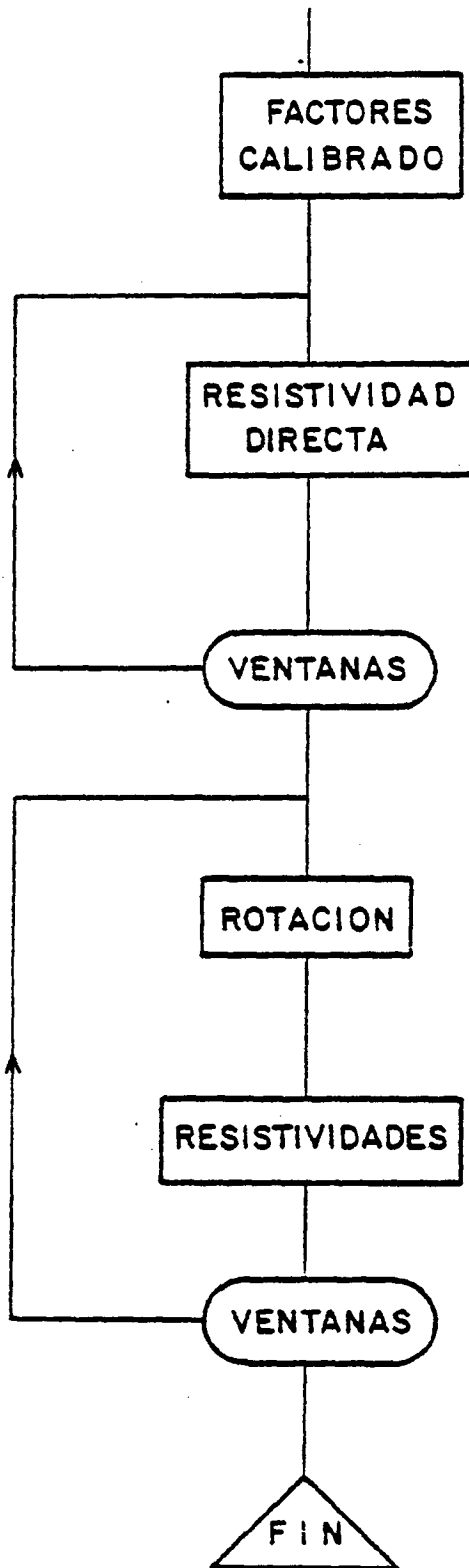 FACTORES
CALIBRADO
RESISTIVIDAD
DIRECTA
VENTANAS
ROTACION
RESISTIVIDADES
VENTANAS
FIN